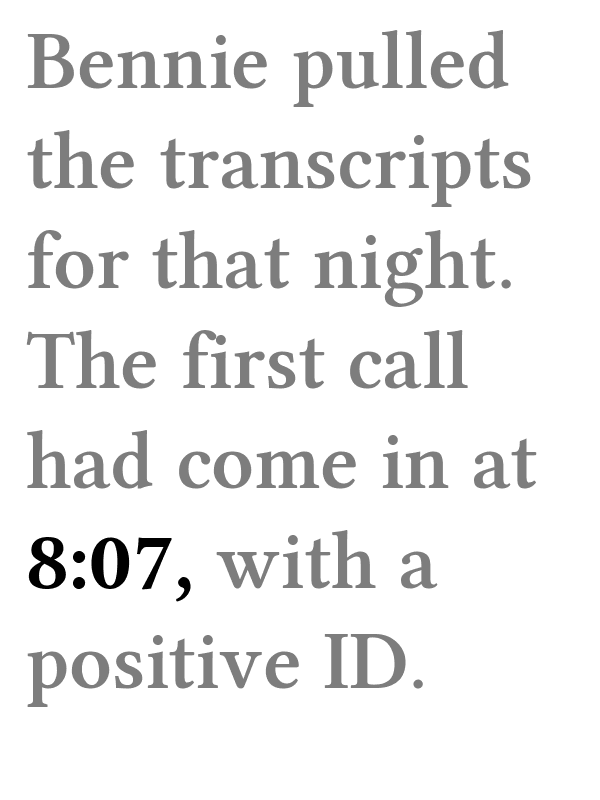 Bennie pulled
the transcripts
for that night.
The first call
had come in at
8:07, with a
positive ID.